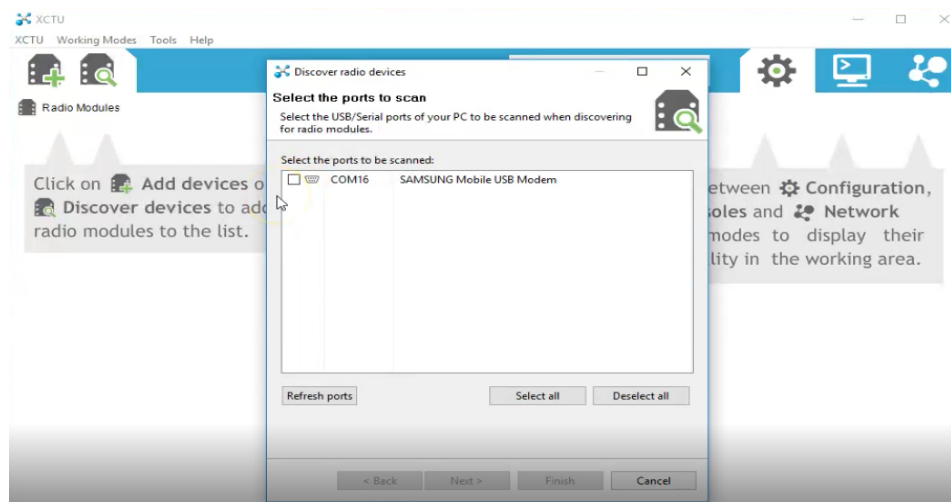 XCTU
XCTU Working Modes Tools Help
Radio Modules
Click on Add devices o
Discover devices to add
radio modules to the list.
Discover radio devices
Select the ports to scan
Select the USB/Serial ports of your PC to be scanned when discovering
for radio modules.
Select the ports to be scanned:
COM16 SAMSUNG Mobile USB Modem
Refresh ports Select all Deselect all
< Back Next > Finish Cancel
etween Configuration,
oles and Network
modes to display their
lity in the working area.